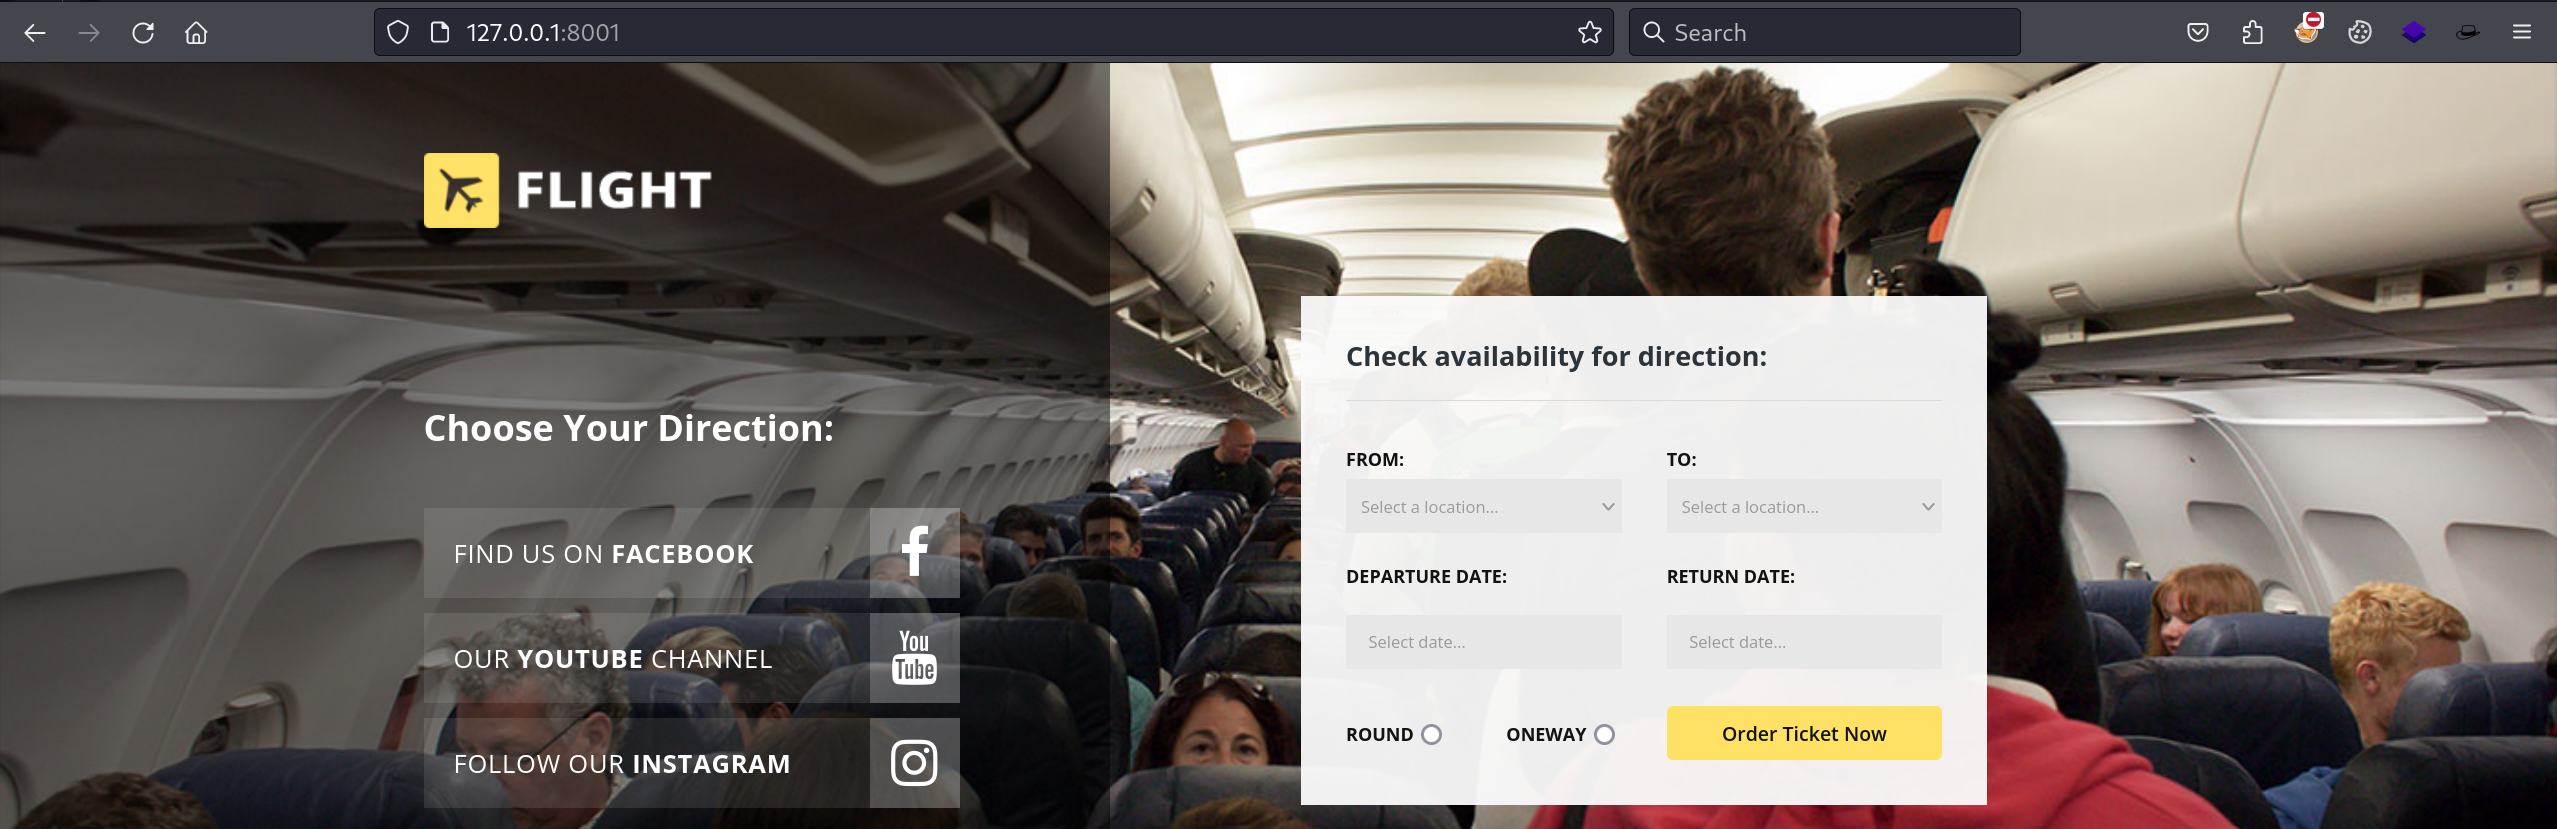 127.0.0.1:8001
Search
FLIGHT
Choose Your Direction:
FIND US ON FACEBOOK
OUR YOUTUBE CHANNEL
You
Tube
FOLLOW OUR INSTAGRAM
Check availability for direction:
FROM:
TO:
Select a location...
Select a location...
DEPARTURE DATE:
RETURN DATE:
Select date...
Select date...
ROUND
ONEWAY
Order Ticket Now